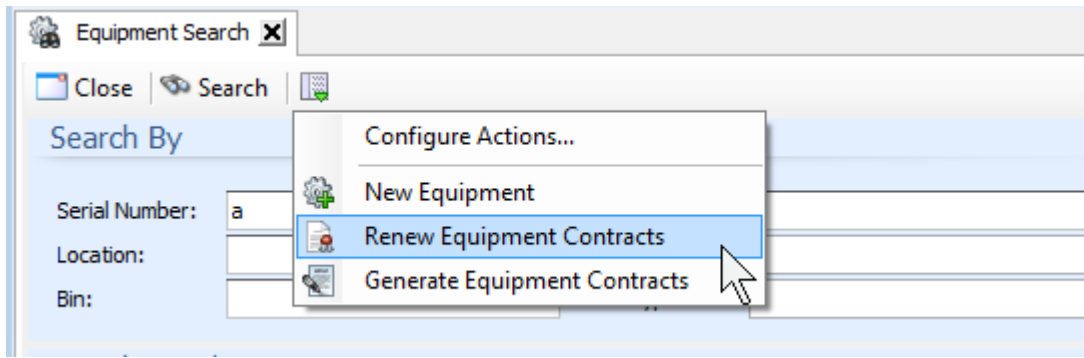 Equipment Search
Close Search
Configure Actions...
Search By
New Equipment
Serial Number: a
Renew Equipment Contracts
Location:
Generate Equipment Contracts
Bin: